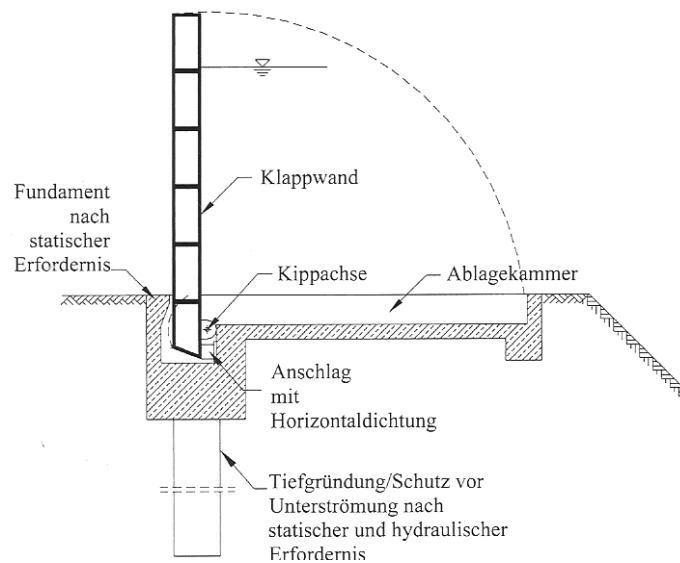 Klappwand
Fundament
nach
statischer
Erfordernis
Kippachse
Ablagekammer
Anschlag
mit
Horizontaldichtung
Tiefgründung/Schutz vor
Unterströmung nach
statischer und hydraulischer
Erfordernis